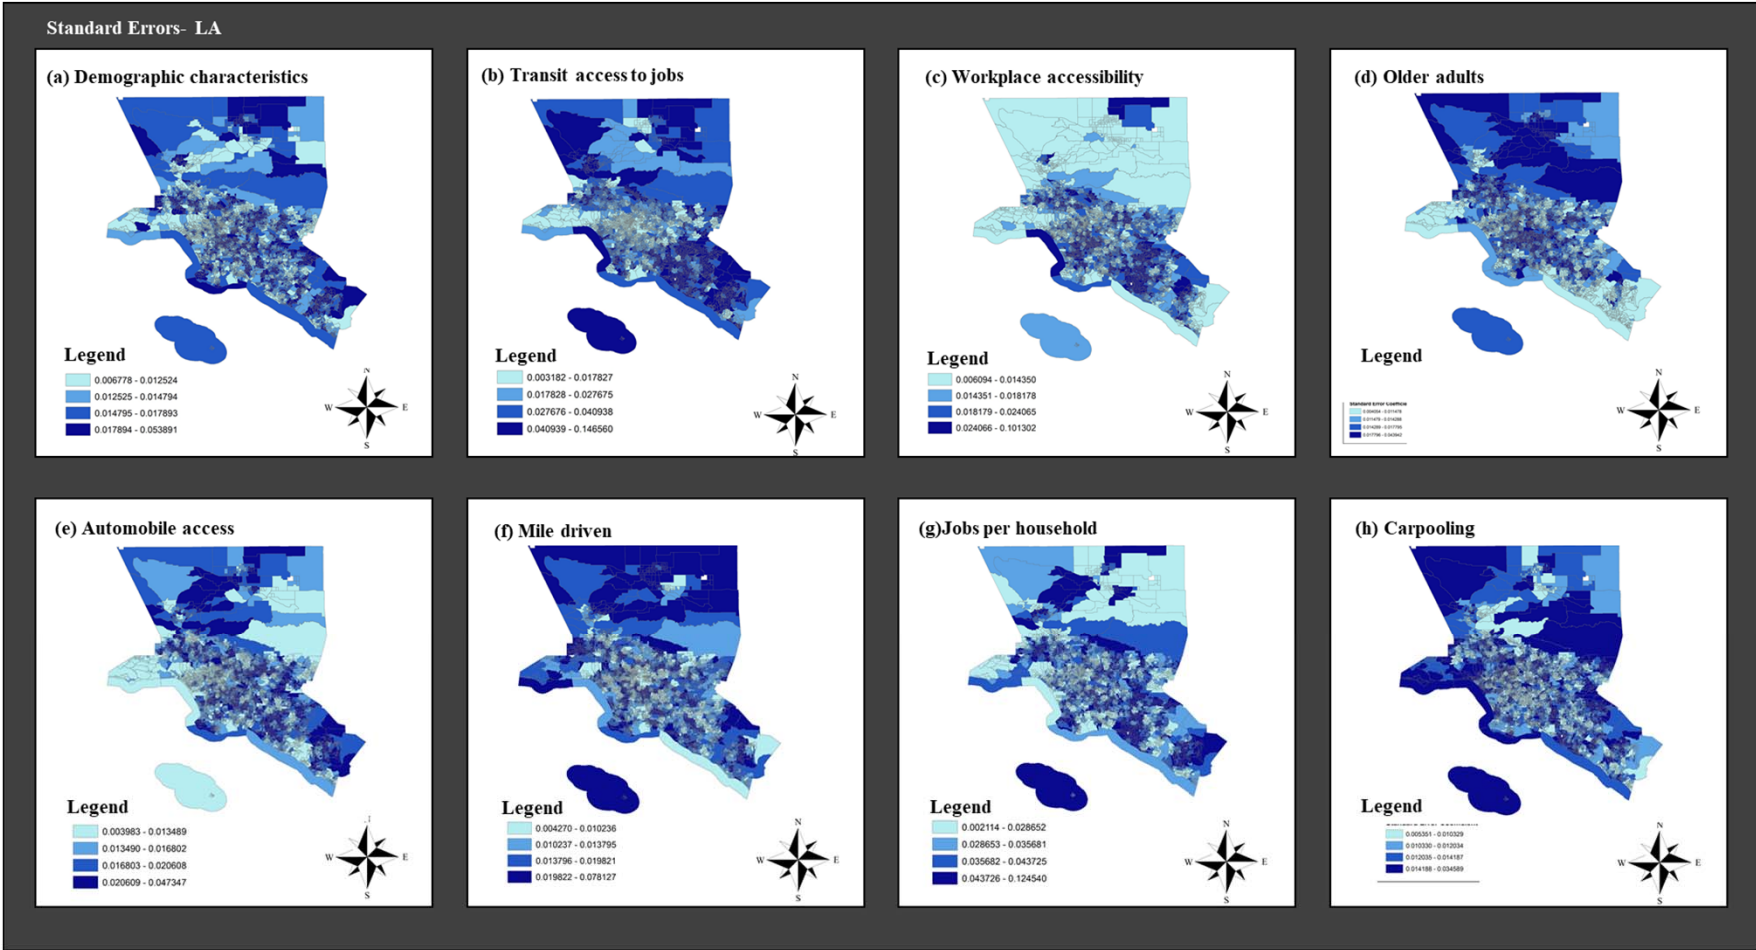 Standard Errors- LA
(a) Demographic characteristics
Legend
0.006778 - 0.012524
0.012525 - 0.014794
0.014795 - 0.017893
0.017894 - 0.053891
N
W
E
S
(b) Transit access to jobs
Legend
0.003182 - 0.017827
0.017828 - 0.027675
0.027676 - 0.040938
0.040939 - 0.146560
N
W
E
S
(c) Workplace accessibility
Legend
0.006094 - 0.014350
0.014351 - 0.018178
0.018179 - 0.024065
0.024066 - 0.101302
N
W
E
S
(d) Older adults
Legend
Standard Error Coefficie
N
W
E
S
(e) Automobile access
Legend
0.003983 - 0.013489
0.013490 - 0.016802
0.016803 - 0.020608
0.020609 - 0.047347
W
E
S
(f) Mile driven
Legend
0.004270 - 0.010236
0.010237 - 0.013795
0.013796 - 0.019821
0.019822 - 0.078127
N
W
E
S
(g)Jobs per household
Legend
0.002114 - 0.028652
0.028653 - 0.035681
0.035682 - 0.043725
0.043726 - 0.124540
N
W
E
S
(h) Carpooling
Legend
0.005351 - 0.010329
0.010330 - 0.012034
0.012035 - 0.014187
0.014188 - 0.034589
N
W
E
S